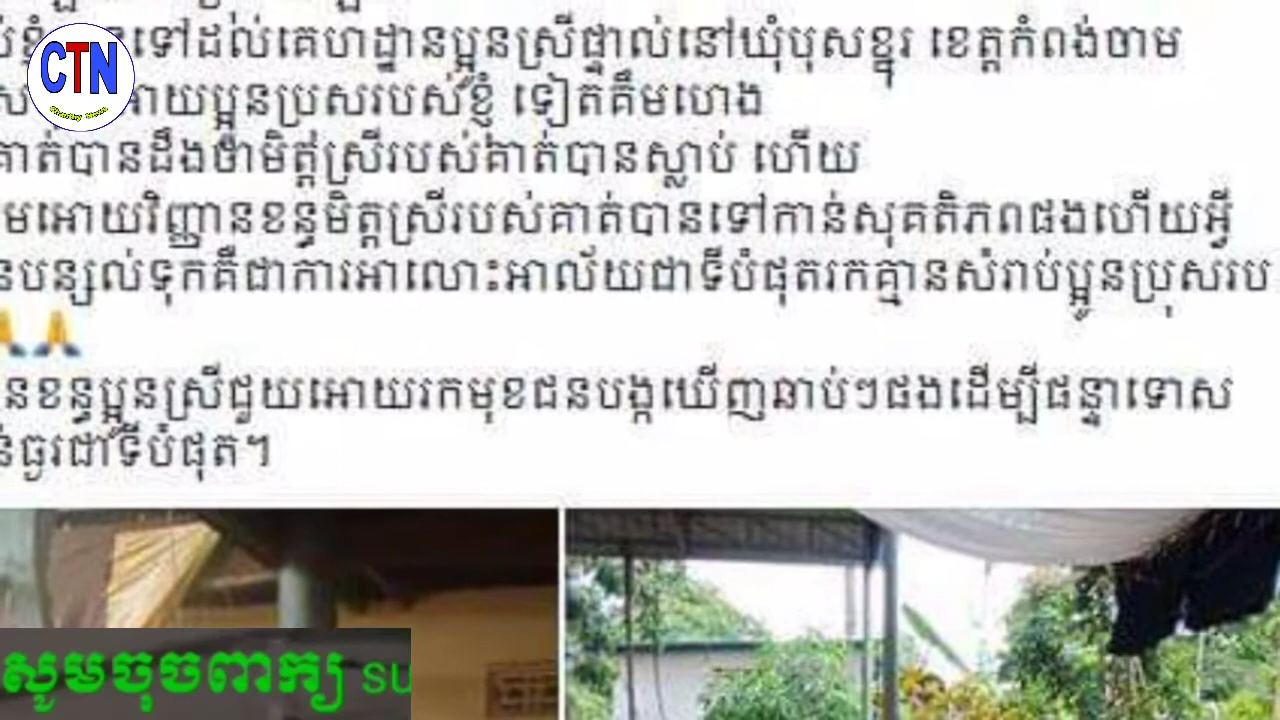 CTN
ទៅដល់គេហដ្ឋានប្អូនស្រីផ្ទាល់នៅឃុំបុសខ្នុរ ខេត្តកំពង់ចាម
អោយប្អូនប្រសរបស់ខ្ញុំ ទៀតគឹមហេង
គាត់បានដឹងថាមិត្តស្រីរបស់គាត់បានស្លាប់ ហើយ
មអោយវិញ្ញានខន្ធមិត្តស្រីរបស់គាត់បានទៅកាន់សុគតិភពផងហើយអ្វី
នបន្សល់ទុកគឺជាការអាលោះអាល័យដាទីបំផុតរកគ្មានសំរាប់ប្អូនប្រុសរប
🙏🙏
នខន្ធប្អូនស្រីជួយអោយរកមុខជនបង្កឃើញឆាប់ៗផងដើម្បីផន្ទាទោស
ន់ធ្ងរជាទីបំផុត។
សូមចុចពាក្យ SU